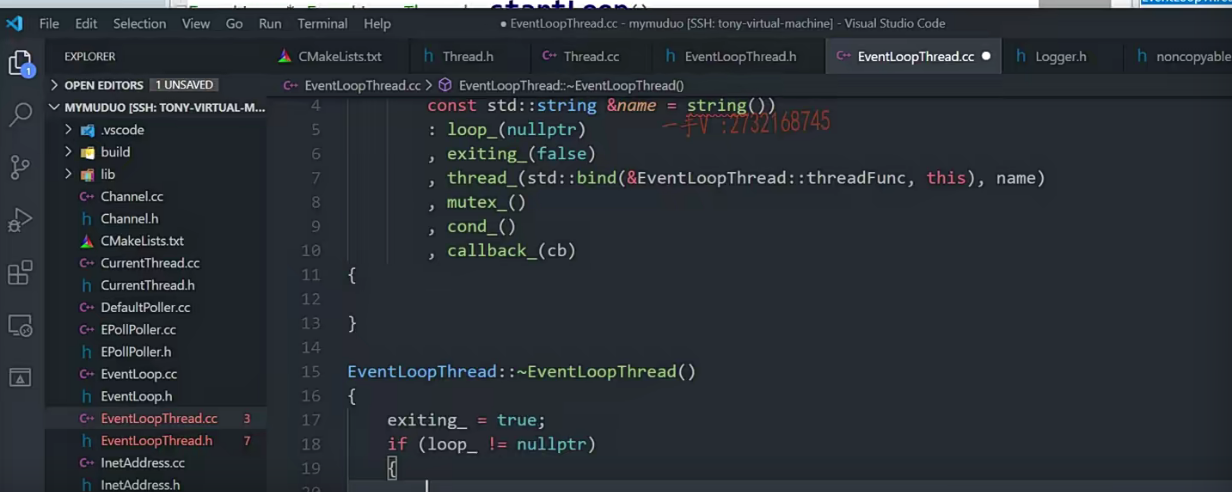 startLoop()
File Edit Selection View Go Run Terminal Help
● EventLoopThread.cc - mymuduo [SSH: tony-virtual-machine] - Visual Studio Code
EXPLORER
CMakeLists.txt Thread.h Thread.cc EventLoopThread.h EventLoopThread.cc ● Logger.h noncopyable
OPEN EDITORS 1 UNSAVED
EventLoopThread.cc > EventLoopThread::~EventLoopThread()
MYMUDUO [SSH: TONY-VIRTUAL-M...
.vscode
build
lib
Channel.cc
Channel.h
CMakeLists.txt
CurrentThread.cc
CurrentThread.h
DefaultPoller.cc
EPollPoller.cc
EPollPoller.h
EventLoop.cc
EventLoop.h
EventLoopThread.cc 3
EventLoopThread.h 7
InetAddress.cc
InetAddress.h
4 const std::string &name = string())
一手V:2732168745
5 : loop_(nullptr)
6 , exiting_(false)
7 , thread_(std::bind(&EventLoopThread::threadFunc, this), name)
8 , mutex_()
9 , cond_()
10 , callback_(cb)
11 {
12
13 }
14
15 EventLoopThread::~EventLoopThread()
16 {
17 exiting_ = true;
18 if (loop_ != nullptr)
19 {